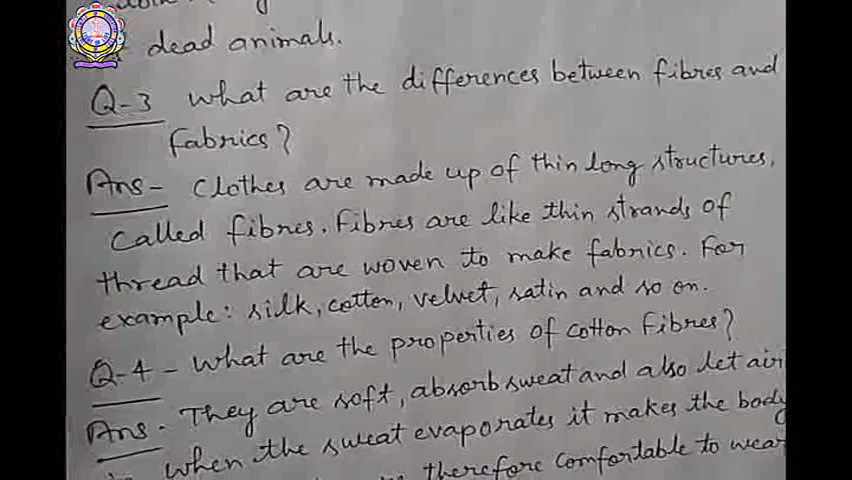 dead animals.
Q-3 What are the differences between fibres and
fabrics?
Ans- Clothes are made up of thin long structures,
called fibres. Fibres are like thin strands of
thread that are woven to make fabrics. For
example: silk, cotten, velvet, satin and so on.
Q-4 - What are the properties of cotton fibres?
Ans. They are soft, absorb sweat and also let air
When the sweat evaporates it makes the body
therefore comfortable to wear